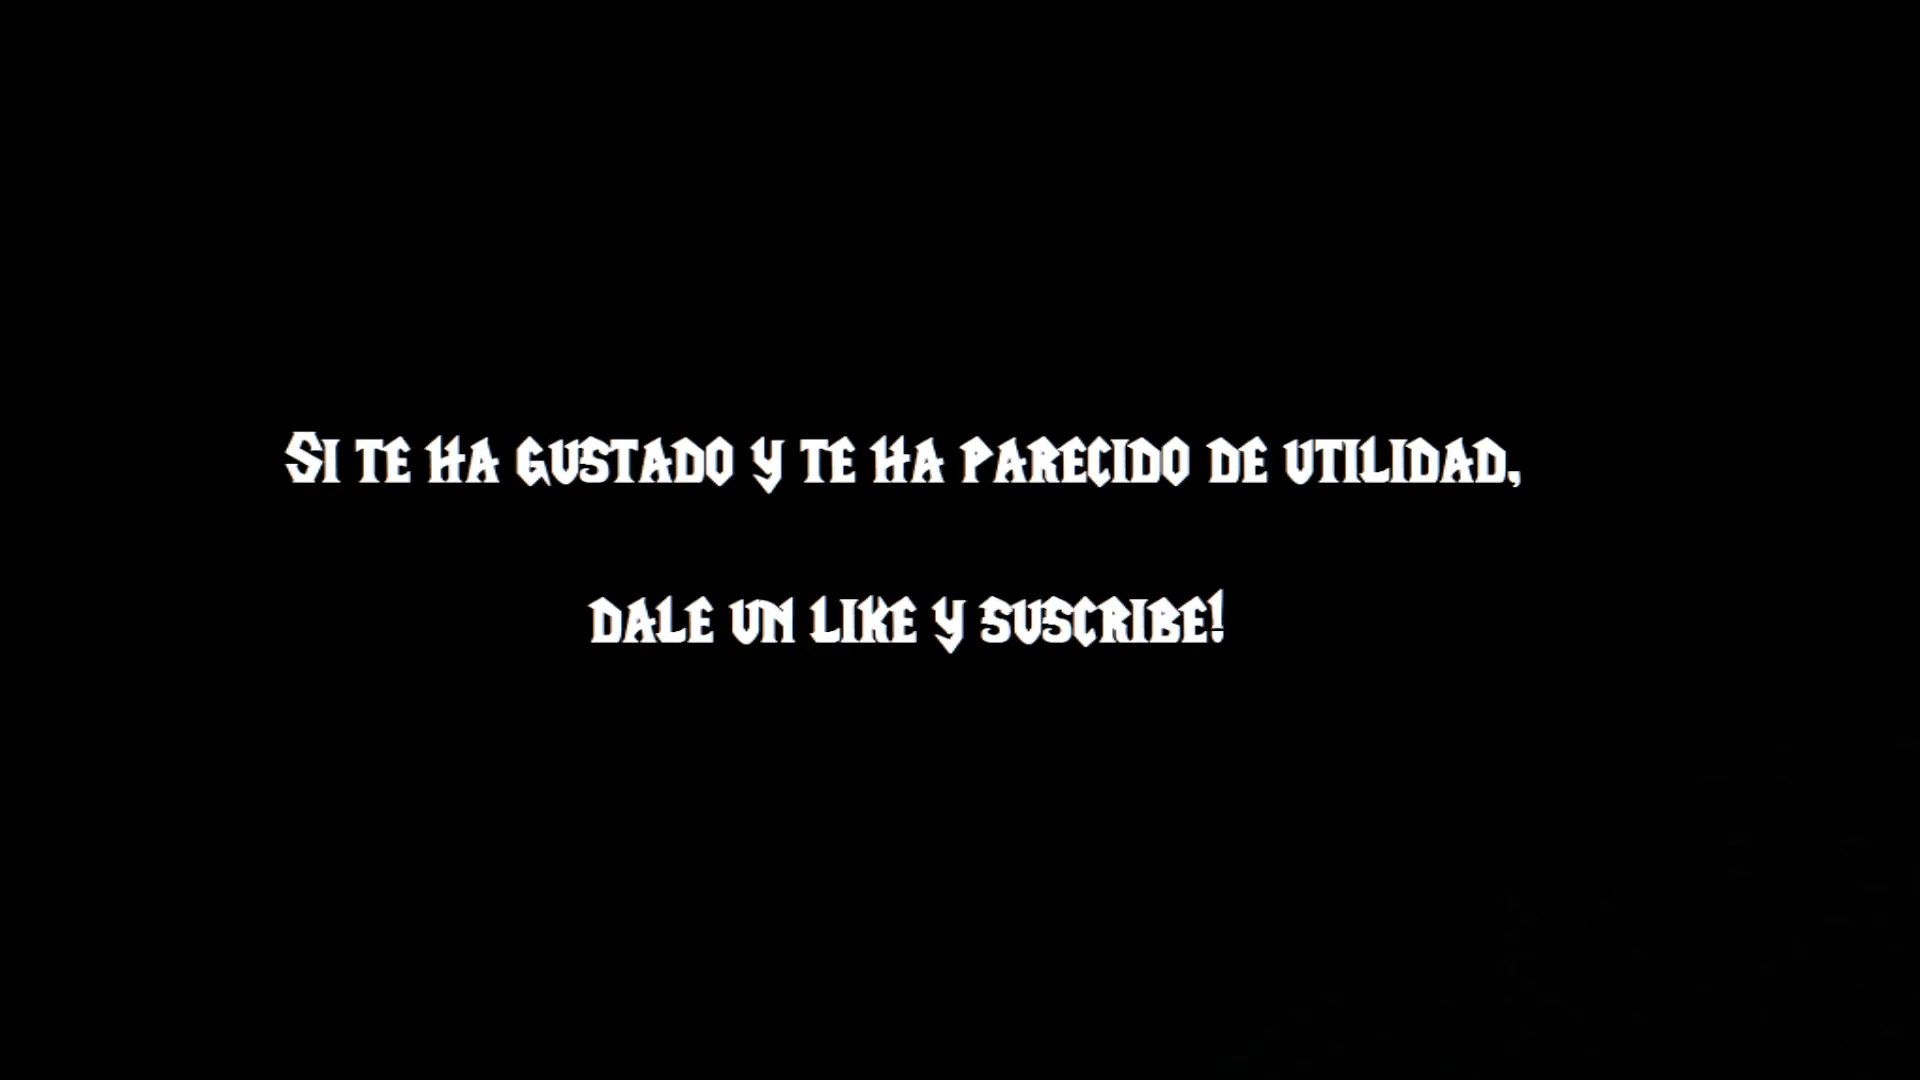 Si te ha gustado y te ha parecido de utilidad,
dale un like y suscribe!